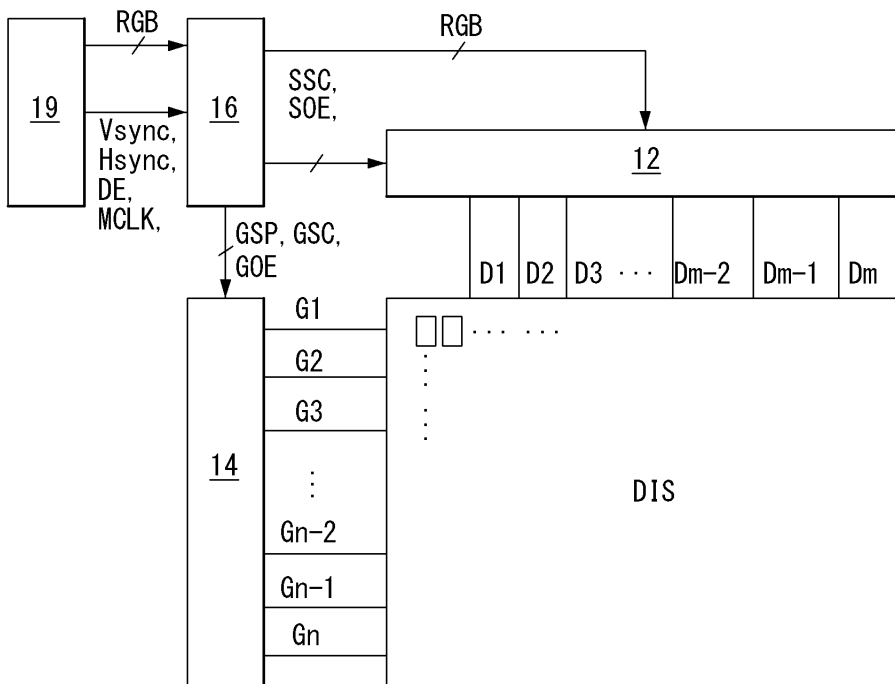 RGB
RGB
19
16
SSC,
SOE,
Vsync,
Hsync,
DE,
MCLK,
12
GSP, GSC,
GOE
D1 D2 D3 ··· Dm-2 Dm-1 Dm
G1
G2
G3
14
DIS
Gn-2
Gn-1
Gn